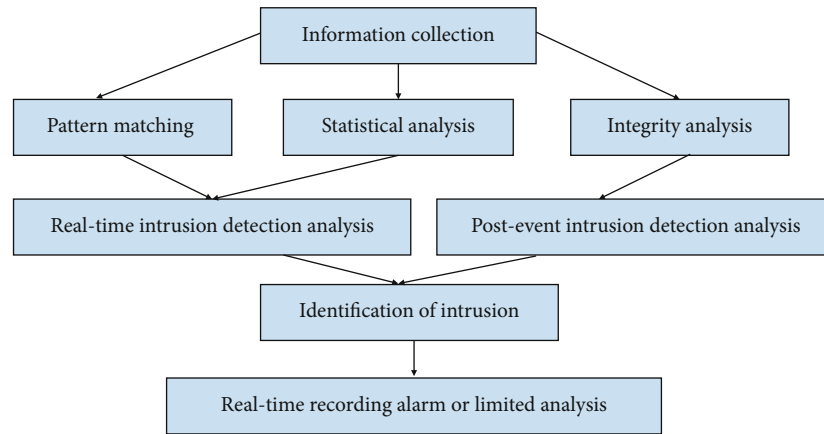 Information collection
Pattern matching
Statistical analysis
Integrity analysis
Real-time intrusion detection analysis
Post-event intrusion detection analysis
Identification of intrusion
Real-time recording alarm or limited analysis